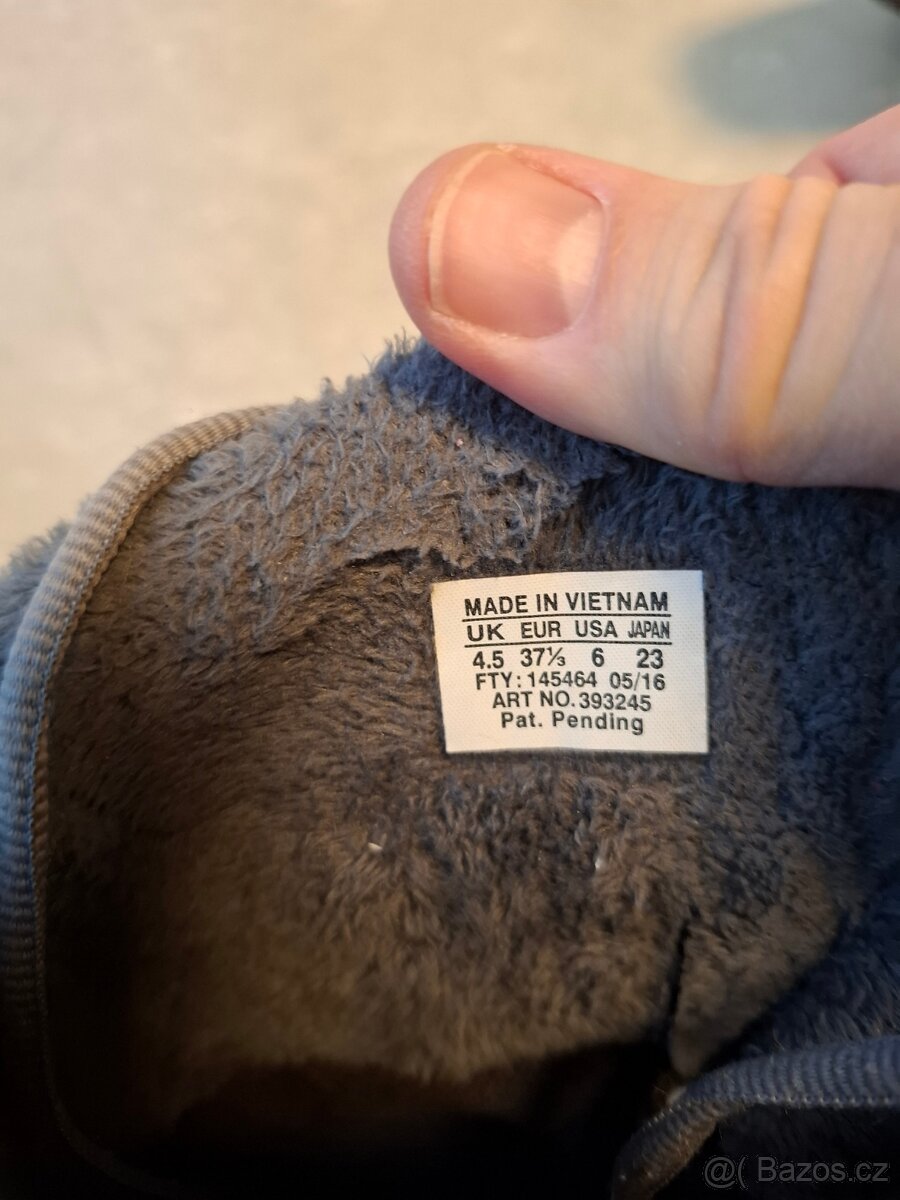 MADE IN VIETNAM
UK EUR USA JAPAN
4.5 37⅓ 6 23
FTY: 145464 05/16
ART NO. 393245
Pat. Pending
@( Bazos.cz